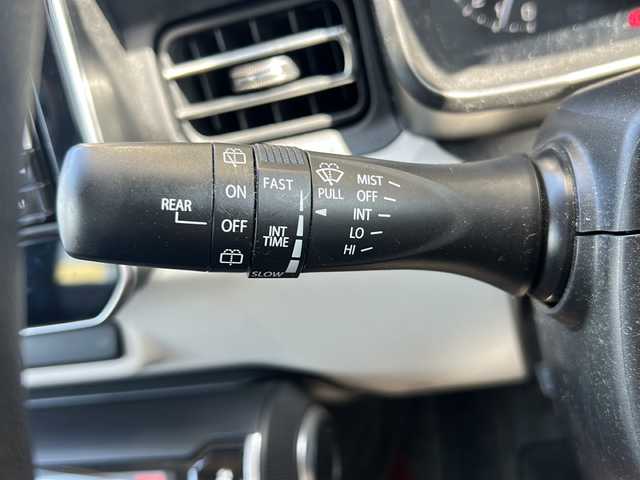 REAR
ON
OFF
FAST
INT
TIME
SLOW
PULL
MIST
OFF
INT
LO
HI